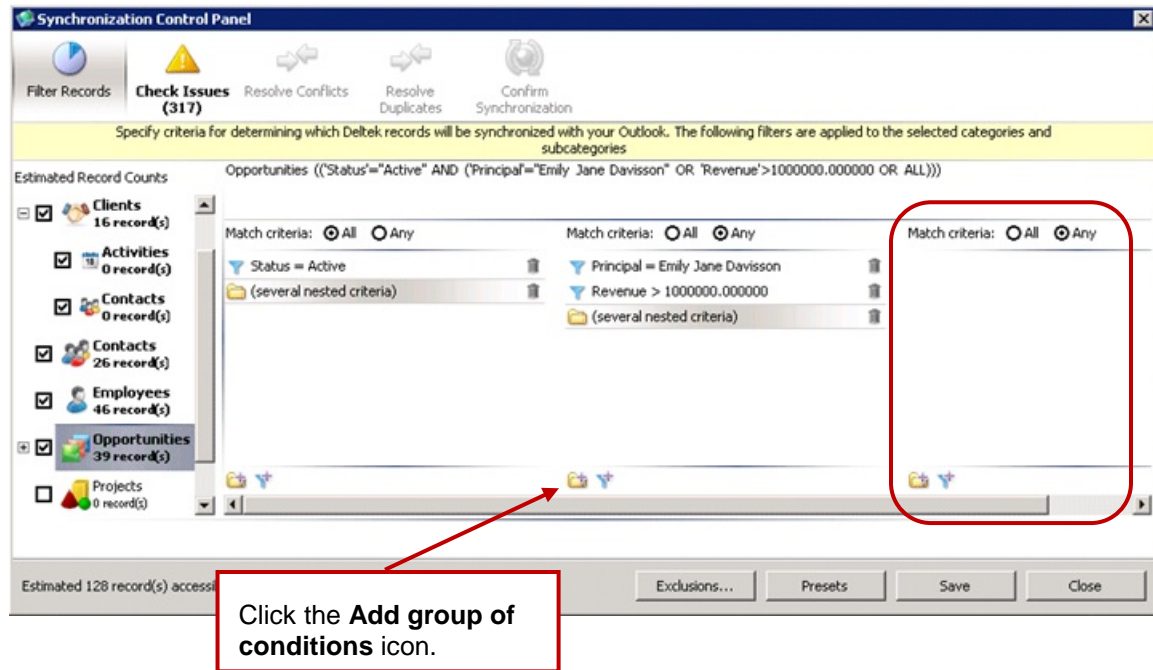 Synchronization Control Panel
Filter Records
Check Issues
(317)
Resolve Conflicts
Resolve
Duplicates
Confirm
Synchronization
Specify criteria for determining which Deltek records will be synchronized with your Outlook. The following filters are applied to the selected categories and
subcategories
Estimated Record Counts
Opportunities (('Status'="Active" AND ('Principal'="Emily Jane Davisson" OR 'Revenue'>1000000.000000 OR ALL)))
Clients
16 record(s)
Activities
0 record(s)
Contacts
0 record(s)
Contacts
26 record(s)
Employees
46 record(s)
Opportunities
39 record(s)
Projects
0 record(s)
Match criteria: All Any
Status = Active
(several nested criteria)
Match criteria: All Any
Principal = Emily Jane Davisson
Revenue > 1000000.000000
(several nested criteria)
Match criteria: All Any
Estimated 128 record(s)
Exclusions...
Presets
Save
Close
Click the Add group of
conditions icon.